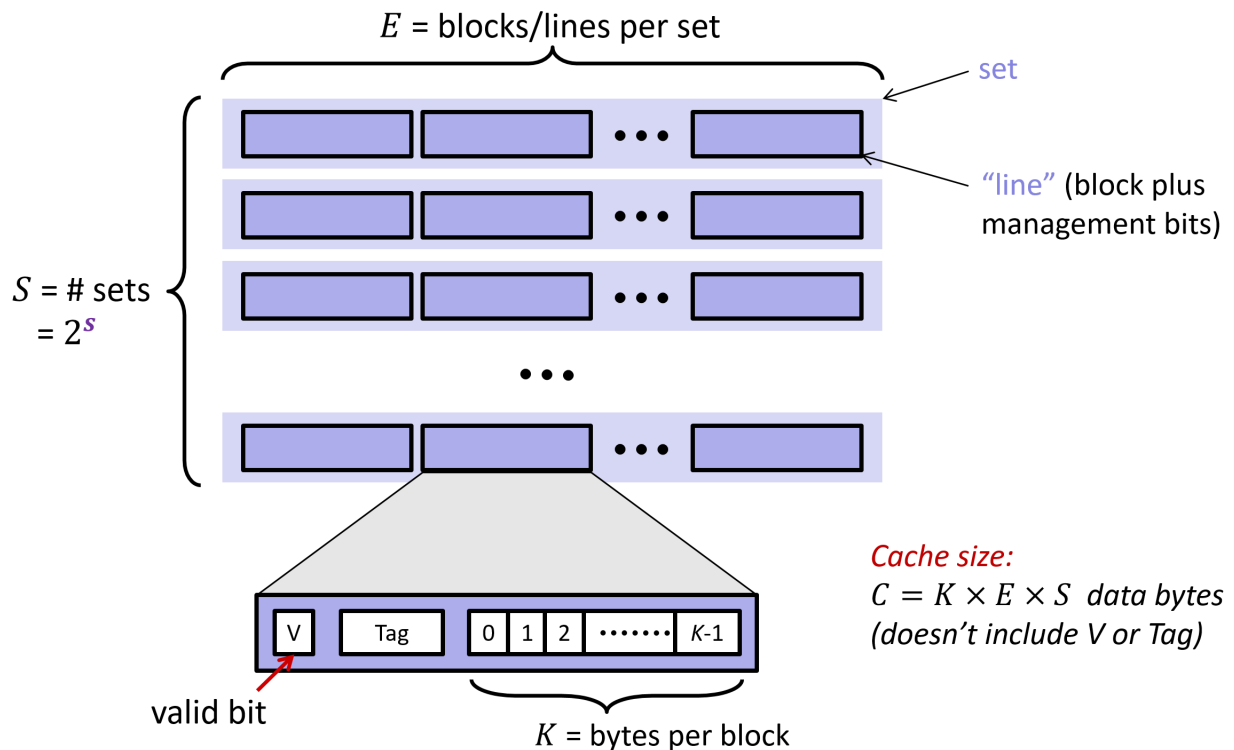 E = blocks/lines per set
set
“line” (block plus
management bits)
S = # sets
= 2^s
Cache size:
C = K × E × S data bytes
(doesn’t include V or Tag)
V
Tag
0 1 2 ········ K-1
valid bit
K = bytes per block